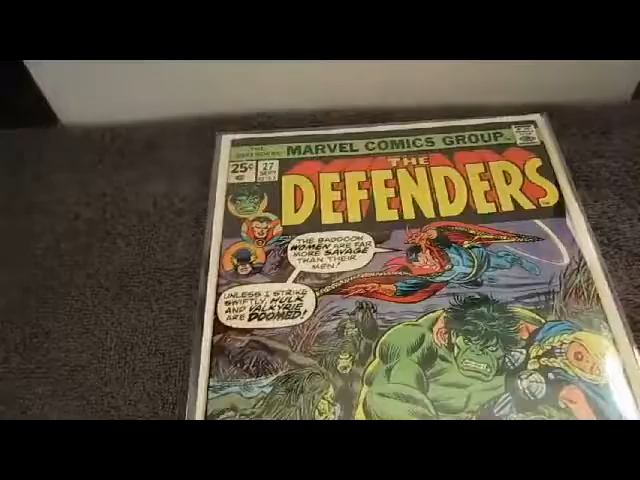 MARVEL COMICS GROUP
25¢
27
SEPT
THE
DEFENDERS
THE BADOON
WOMEN ARE FAR
MORE SAVAGE
THAN THEIR
MEN!
UNLESS I STRIKE
SWIFTLY, HULK
AND VALKYRIE
ARE DOOMED!